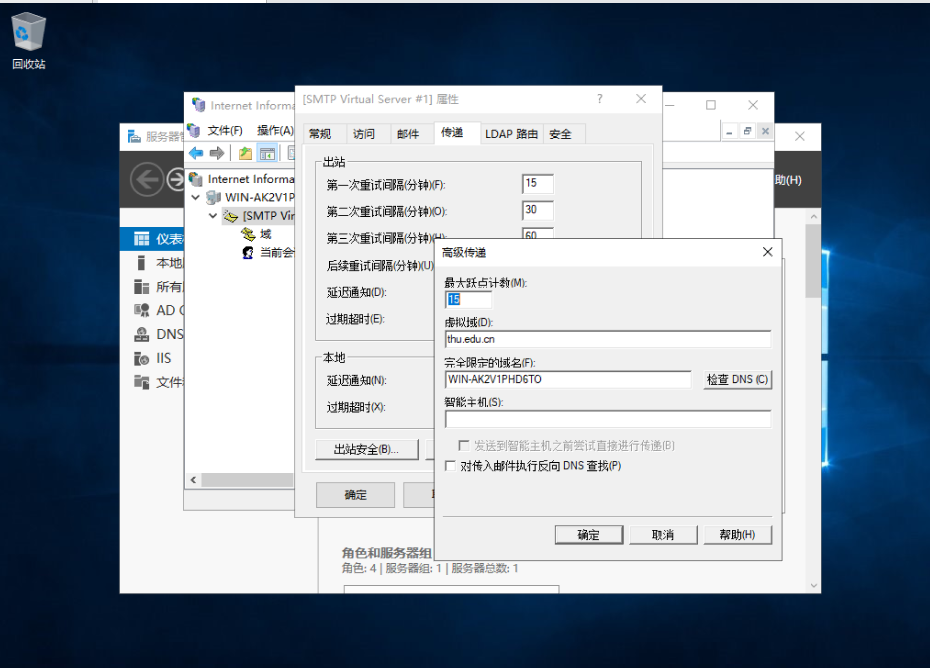 回收站
服务器
助(H)
仪表
本地
所有
AD
DNS
IIS
文件
角色和服务器组
角色: 4 | 服务器组: 1 | 服务器总数: 1
Internet Informa
文件(F) 操作(A)
Internet Informa
WIN-AK2V1P
[SMTP Vir
域
当前会
[SMTP Virtual Server #1] 属性
常规 访问 邮件 传递 LDAP 路由 安全
出站
第一次重试间隔(分钟)(F): 15
第二次重试间隔(分钟)(O): 30
第三次重试间隔(分钟)(H): 60
后续重试间隔(分钟)(U)
延迟通知(D):
过期超时(E):
本地
延迟通知(N):
过期超时(X):
出站安全(B)...
确定
高级传递
最大跃点计数(M):
15
虚拟域(D):
thu.edu.cn
完全限定的域名(F):
WIN-AK2V1PHD6TO 检查 DNS (C)
智能主机(S):
发送到智能主机之前尝试直接进行传递(B)
对传入邮件执行反向 DNS 查找(P)
确定 取消 帮助(H)